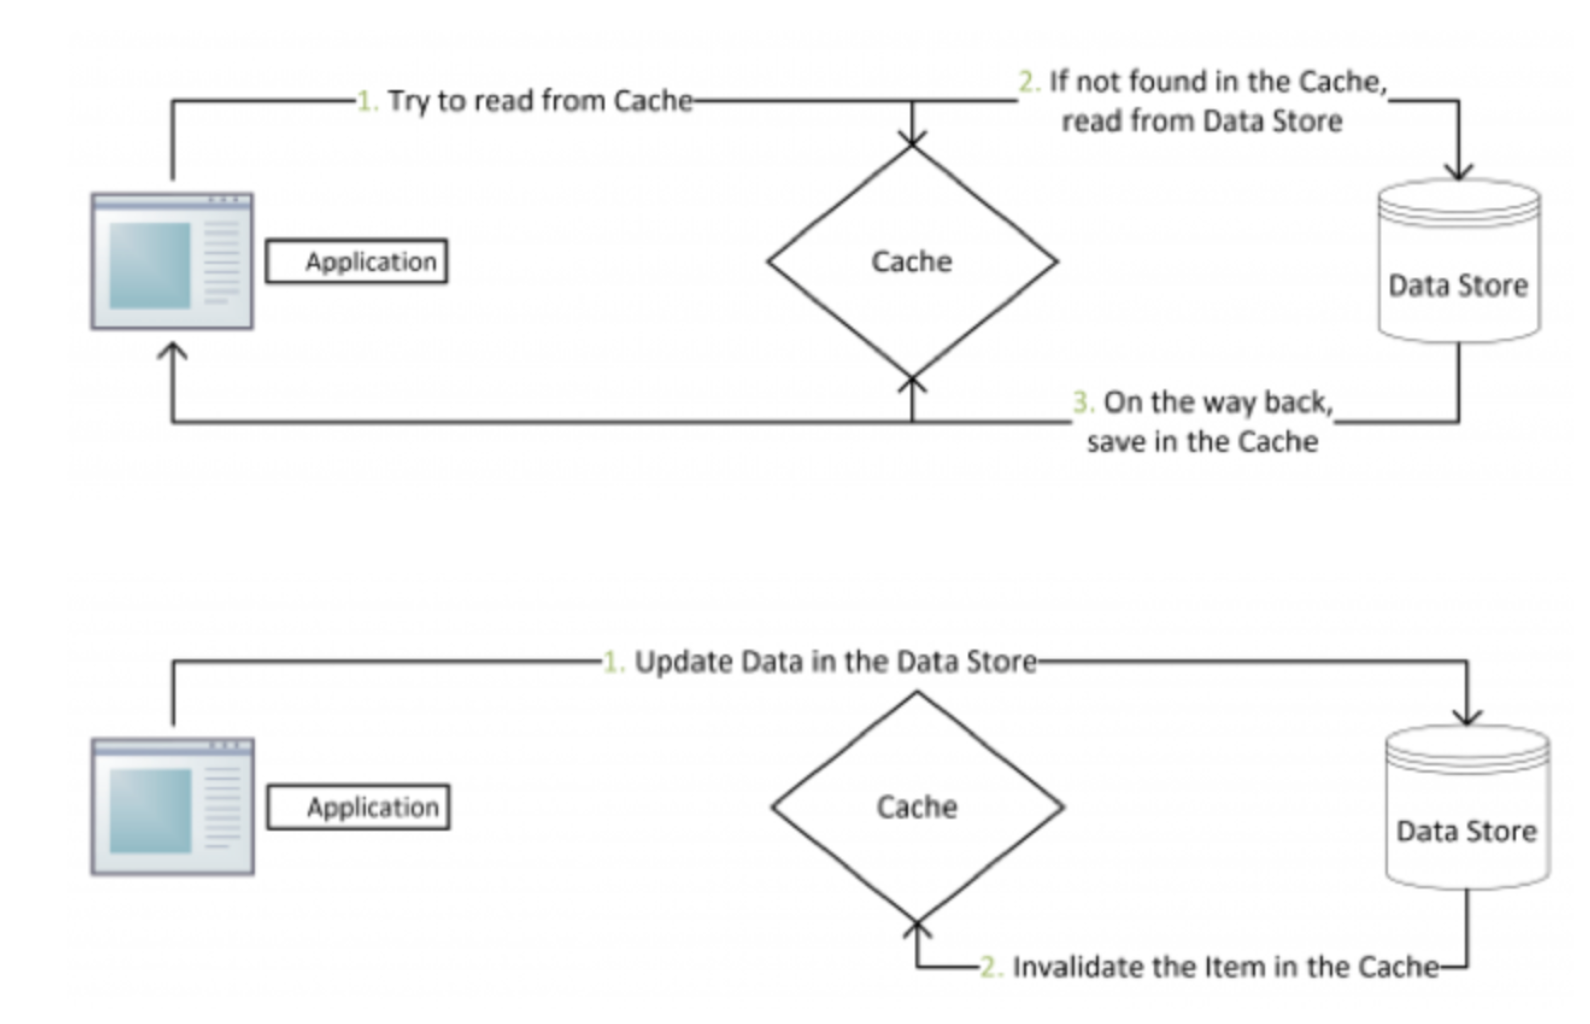 1. Try to read from Cache
2. If not found in the Cache,
read from Data Store
Application
Cache
Data Store
3. On the way back,
save in the Cache
1. Update Data in the Data Store
Application
Cache
Data Store
2. Invalidate the Item in the Cache